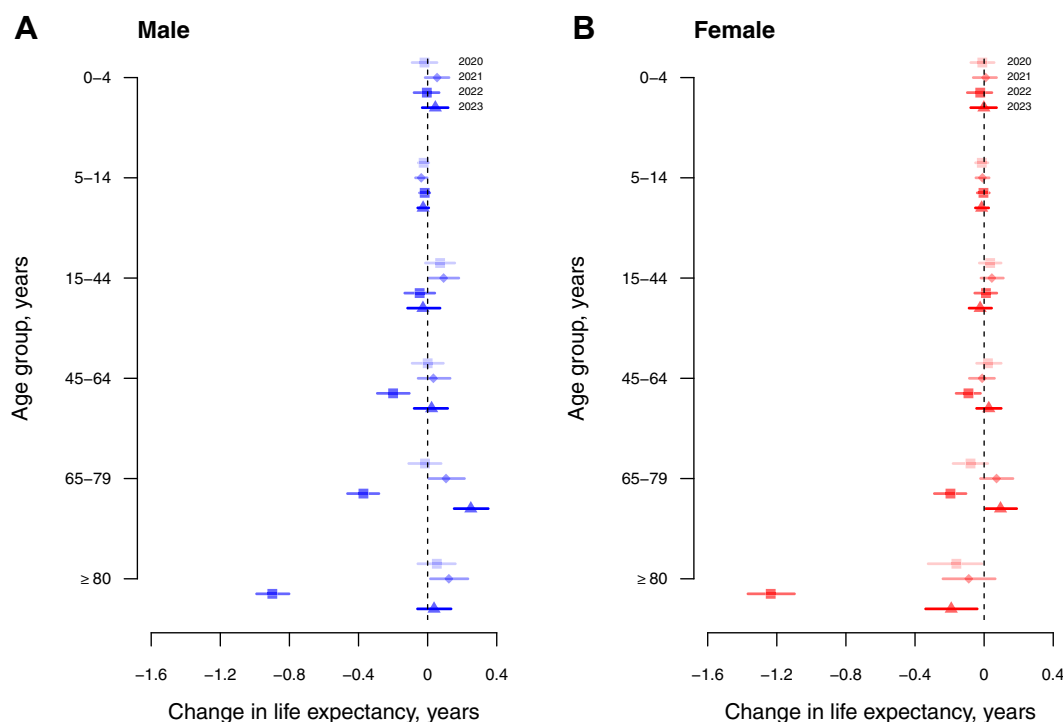 A Male
2020
0−4 2021
2022
2023
5−14
15−44
45−64
65−79
≥ 80
Age group, years
−1.6 −1.2 −0.8 −0.4 0 0.4
Change in life expectancy, years
B Female
2020
0−4 2021
2022
2023
5−14
15−44
45−64
65−79
≥ 80
Age group, years
−1.6 −1.2 −0.8 −0.4 0 0.4
Change in life expectancy, years